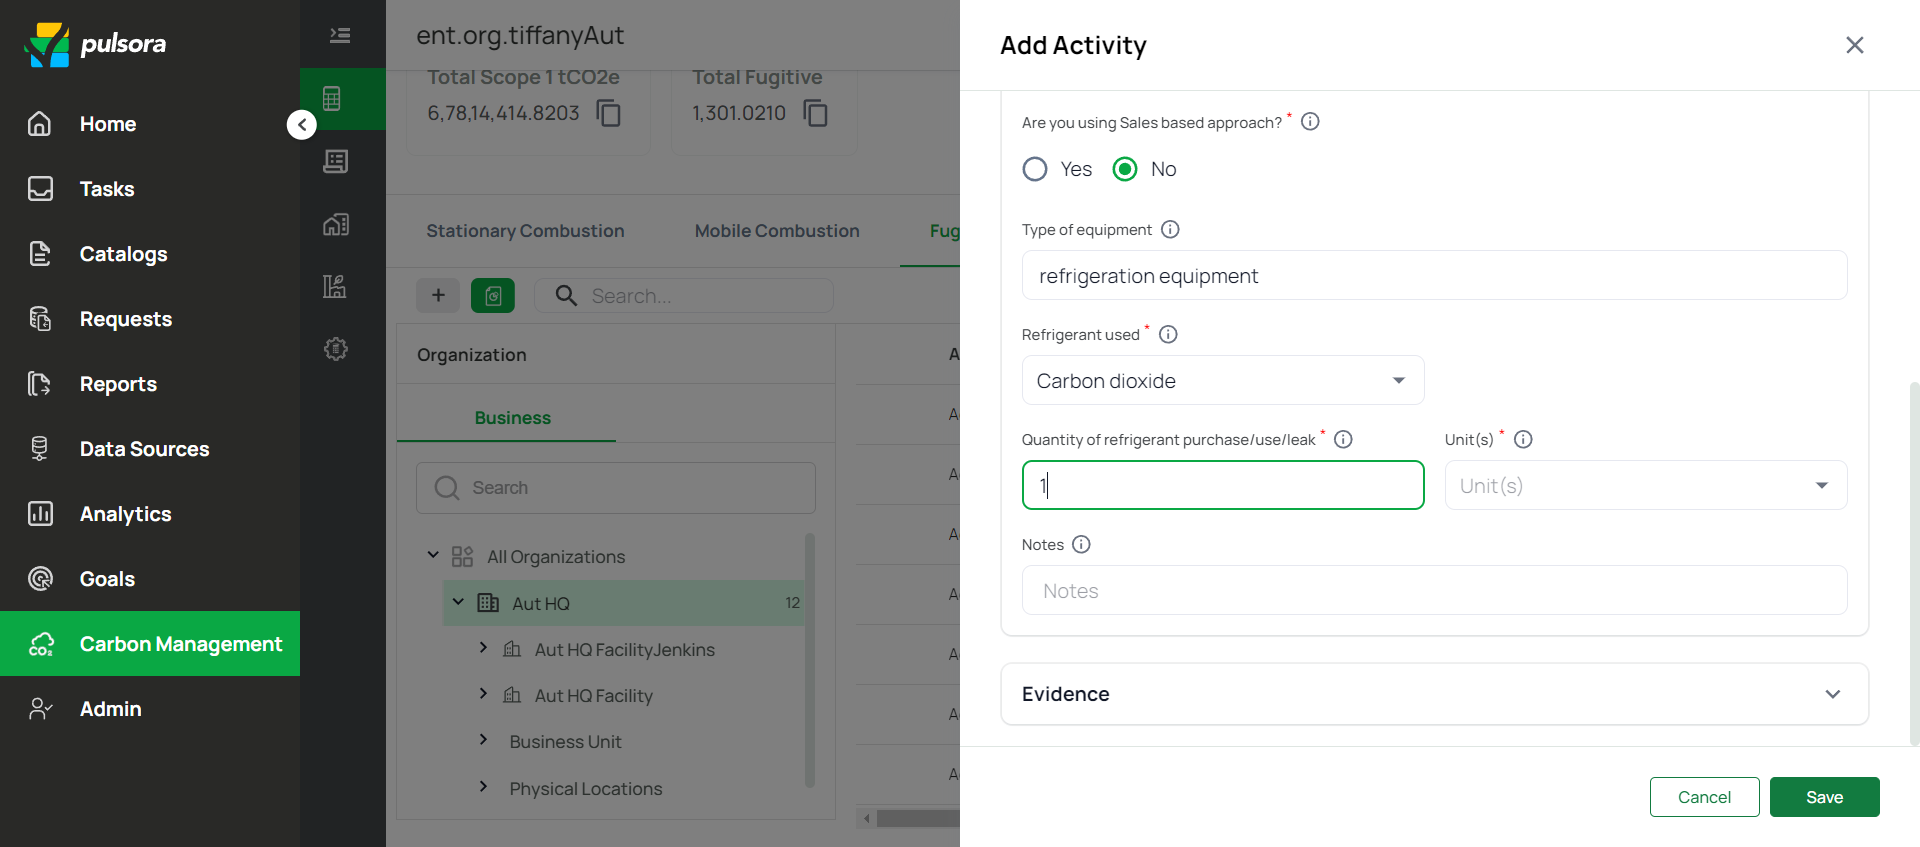 pulsora
Home
Tasks
Catalogs
Requests
Reports
Data Sources
Analytics
Goals
Carbon Management
Admin
ent.org.tiffanyAut
Total Scope 1 tCO2e
6,78,14,414.8203
Total Fugitive
1,301.0210
Stationary Combustion
Mobile Combustion
Fug
Search...
Organization
Business
Search
All Organizations
Aut HQ 12
Aut HQ FacilityJenkins
Aut HQ Facility
Business Unit
Physical Locations
A
A
A
A
A
A
A
A
Add Activity
Are you using Sales based approach? *
Yes No
Type of equipment
refrigeration equipment
Refrigerant used *
Carbon dioxide
Quantity of refrigerant purchase/use/leak * Unit(s) *
1 Unit(s)
Notes
Notes
Evidence
Cancel Save